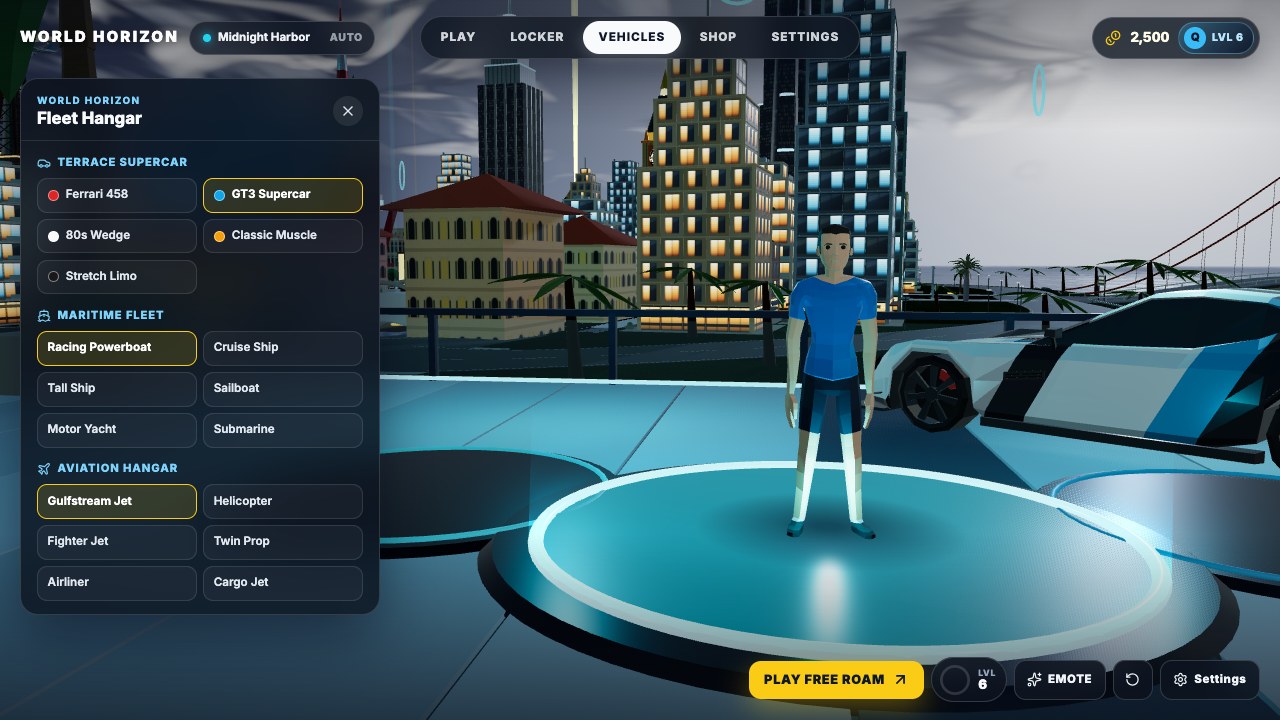 WORLD HORIZON
Midnight Harbor AUTO
PLAY LOCKER VEHICLES SHOP SETTINGS
2,500 Q LVL 6
WORLD HORIZON
Fleet Hangar
TERRACE SUPERCAR
Ferrari 458 GT3 Supercar
80s Wedge Classic Muscle
Stretch Limo
MARITIME FLEET
Racing Powerboat Cruise Ship
Tall Ship Sailboat
Motor Yacht Submarine
AVIATION HANGAR
Gulfstream Jet Helicopter
Fighter Jet Twin Prop
Airliner Cargo Jet
PLAY FREE ROAM LVL 6 EMOTE Settings